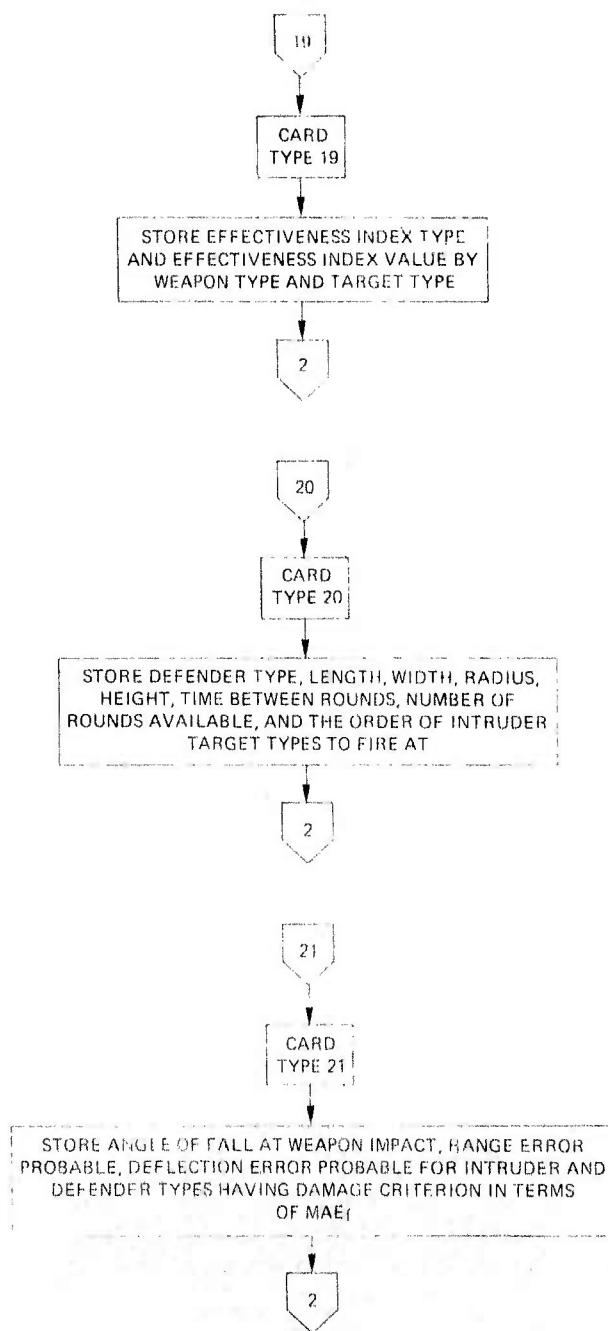 19
CARD
TYPE 19
STORE EFFECTIVENESS INDEX TYPE
AND EFFECTIVENESS INDEX VALUE BY
WEAPON TYPE AND TARGET TYPE
2
20
CARD
TYPE 20
STORE DEFENDER TYPE, LENGTH, WIDTH, RADIUS,
HEIGHT, TIME BETWEEN ROUNDS, NUMBER OF
ROUNDS AVAILABLE, AND THE ORDER OF INTRUDER
TARGET TYPES TO FIRE AT
2
21
CARD
TYPE 21
STORE ANGLE OF FALL AT WEAPON IMPACT, RANGE ERROR
PROBABLE, DEFLECTION ERROR PROBABLE FOR INTRUDER AND
DEFENDER TYPES HAVING DAMAGE CRITERION IN TERMS
OF MAEf
2